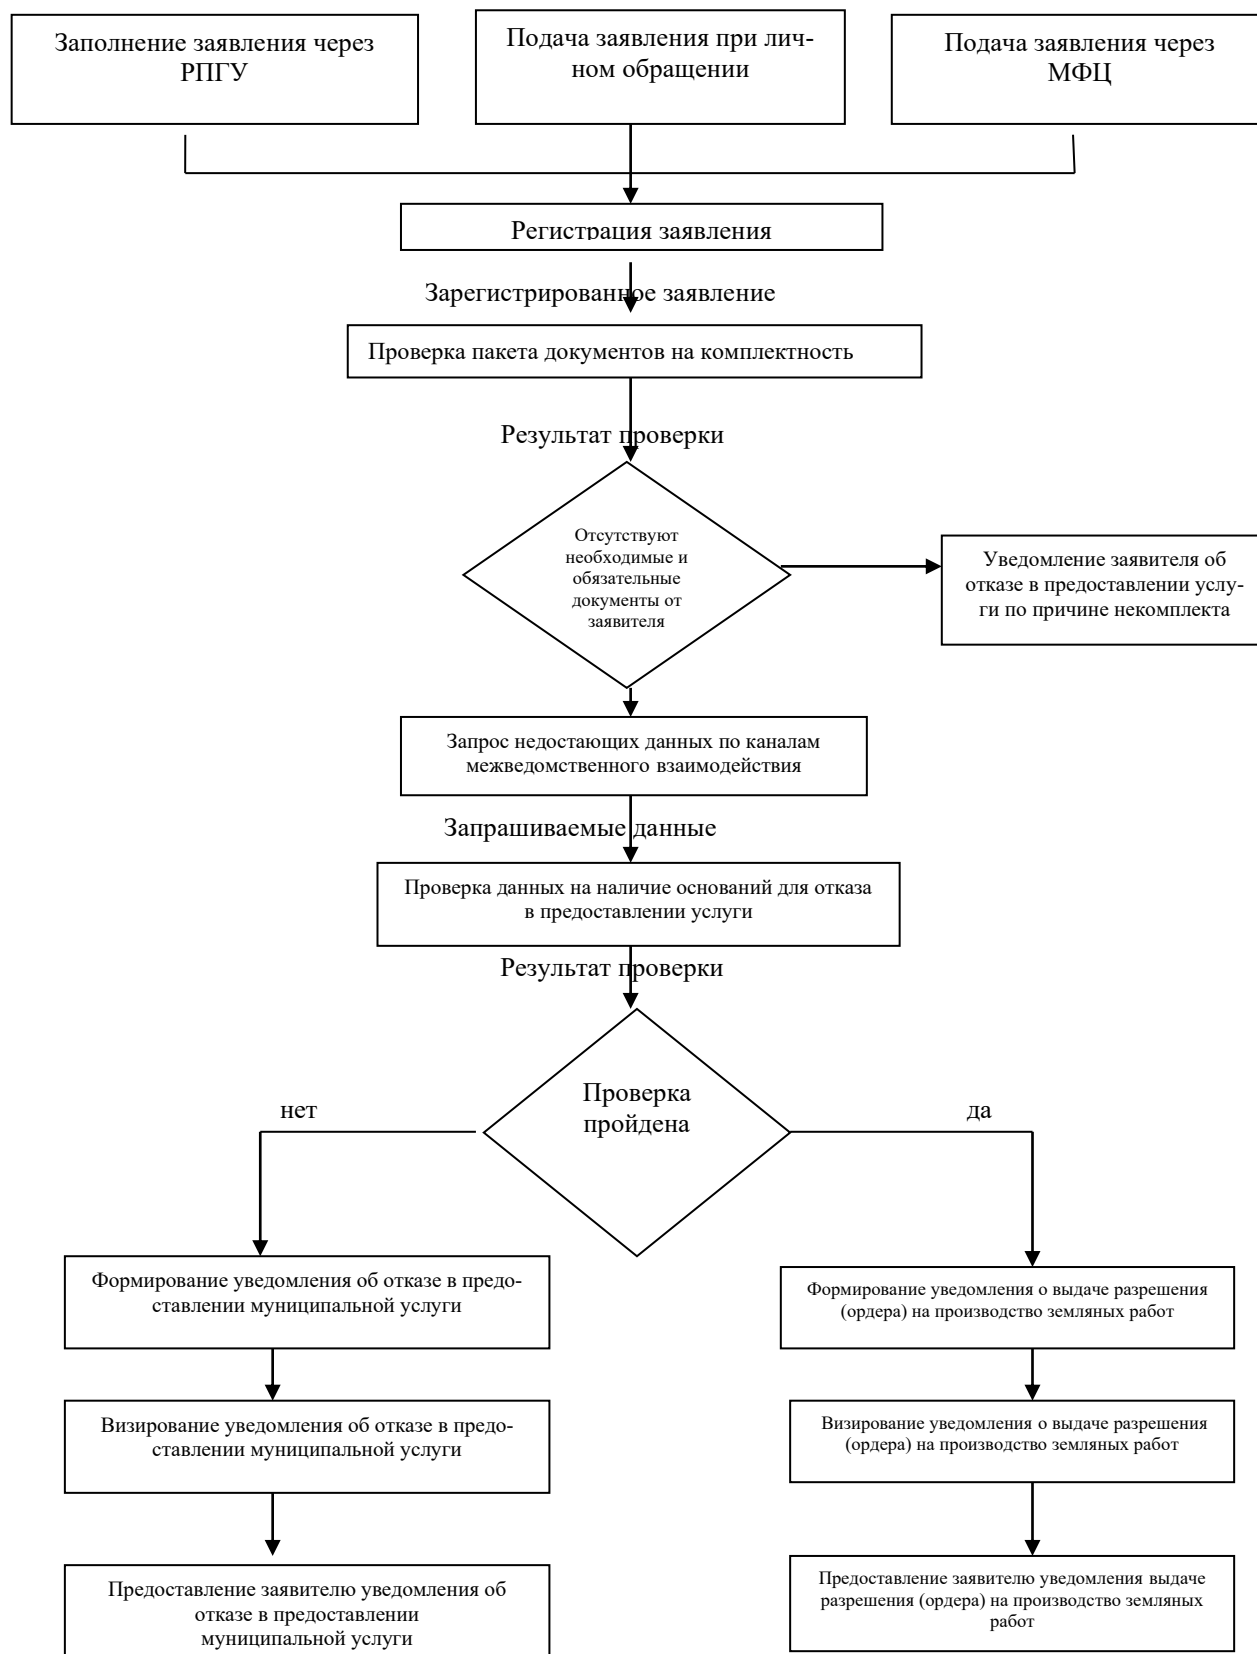 Заполнение заявления через
РПГУ
Подача заявления при лич-
ном обращении
Подача заявления через
МФЦ
Регистрация заявления
Зарегистрированное заявление
Проверка пакета документов на комплектность
Результат проверки
Отсутствуют
необходимые и
обязательные
документы от
заявителя
Уведомление заявителя об
отказе в предоставлении услу-
ги по причине некомплекта
Запрос недостающих данных по каналам
межведомственного взаимодействия
Запрашиваемые данные
Проверка данных на наличие оснований для отказа
в предоставлении услуги
Результат проверки
Проверка
пройдена
нет
да
Формирование уведомления об отказе в предо-
ставлении муниципальной услуги
Формирование уведомления о выдаче разрешения
(ордера) на производство земляных работ
Визирование уведомления об отказе в предо-
ставлении муниципальной услуги
Визирование уведомления о выдаче разрешения
(ордера) на производство земляных работ
Предоставление заявителю уведомления об
отказе в предоставлении
муниципальной услуги
Предоставление заявителю уведомления выдаче
разрешения (ордера) на производство земляных
работ